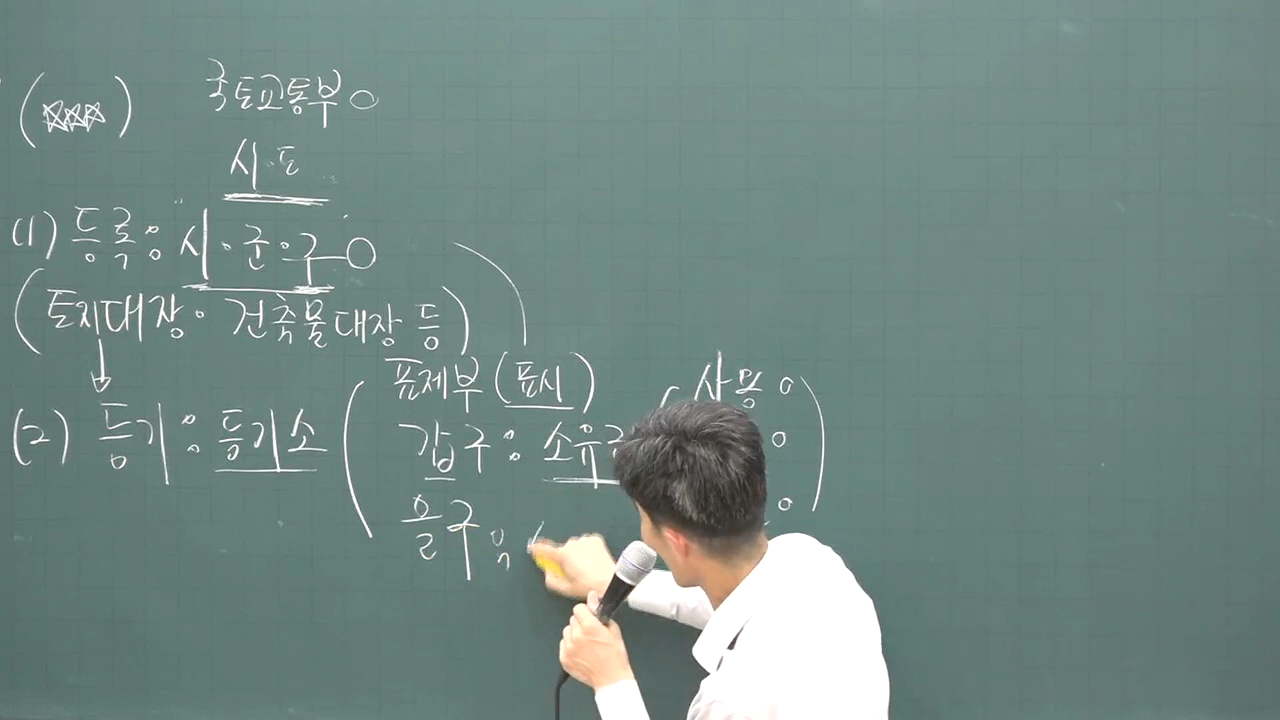 (☆☆☆) 국토교통부 ○
시·도
(1) 등록 : 시·군·구 ○
(토지대장· 건축물대장 등)
↓
표제부 (표시)
(2) 등기 : 등기소
갑구 : 소유
을구